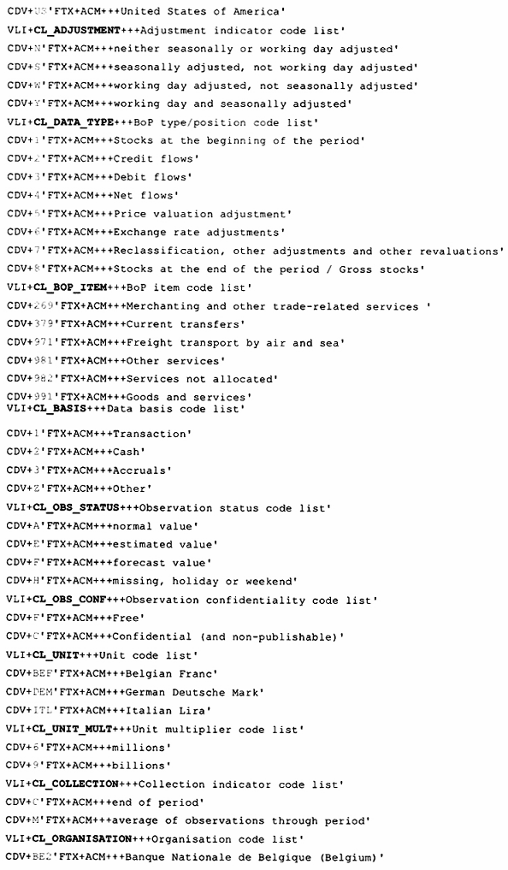 CDV+US'FTX+ACM+++United States of America'
VLI+CL_ADJUSTMENT+++Adjustment indicator code list'
CDV+N'FTX+ACM+++neither seasonally or working day adjusted'
CDV+S'FTX+ACM+++seasonally adjusted, not working day adjusted'
CDV+W'FTX+ACM+++working day adjusted, not seasonally adjusted'
CDV+Y'FTX+ACM+++working day and seasonally adjusted'
VLI+CL_DATA_TYPE+++BoP type/position code list'
CDV+1'FTX+ACM+++Stocks at the beginning of the period'
CDV+2'FTX+ACM+++Credit flows'
CDV+3'FTX+ACM+++Debit flows'
CDV+4'FTX+ACM+++Net flows'
CDV+5'FTX+ACM+++Price valuation adjustment'
CDV+6'FTX+ACM+++Exchange rate adjustments'
CDV+7'FTX+ACM+++Reclassification, other adjustments and other revaluations'
CDV+8'FTX+ACM+++Stocks at the end of the period / Gross stocks'
VLI+CL_BOP_ITEM+++BoP item code list'
CDV+269'FTX+ACM+++Merchanting and other trade-related services '
CDV+379'FTX+ACM+++Current transfers'
CDV+971'FTX+ACM+++Freight transport by air and sea'
CDV+981'FTX+ACM+++Other services'
CDV+982'FTX+ACM+++Services not allocated'
CDV+991'FTX+ACM+++Goods and services'
VLI+CL_BASIS+++Data basis code list'
CDV+1'FTX+ACM+++Transaction'
CDV+2'FTX+ACM+++Cash'
CDV+3'FTX+ACM+++Accruals'
CDV+Z'FTX+ACM+++Other'
VLI+CL_OBS_STATUS+++Observation status code list'
CDV+A'FTX+ACM+++normal value'
CDV+E'FTX+ACM+++estimated value'
CDV+F'FTX+ACM+++forecast value'
CDV+H'FTX+ACM+++missing, holiday or weekend'
VLI+CL_OBS_CONF+++Observation confidentiality code list'
CDV+F'FTX+ACM+++Free'
CDV+C'FTX+ACM+++Confidential (and non-publishable)'
VLI+CL_UNIT+++Unit code list'
CDV+BEF'FTX+ACM+++Belgian Franc'
CDV+DEM'FTX+ACM+++German Deutsche Mark'
CDV+ITL'FTX+ACM+++Italian Lira'
VLI+CL_UNIT_MULT+++Unit multiplier code list'
CDV+6'FTX+ACM+++millions'
CDV+9'FTX+ACM+++billions'
VLI+CL_COLLECTION+++Collection indicator code list'
CDV+C'FTX+ACM+++end of period'
CDV+M'FTX+ACM+++average of observations through period'
VLI+CL_ORGANISATION+++Organisation code list'
CDV+BE2'FTX+ACM+++Banque Nationale de Belgique (Belgium)'